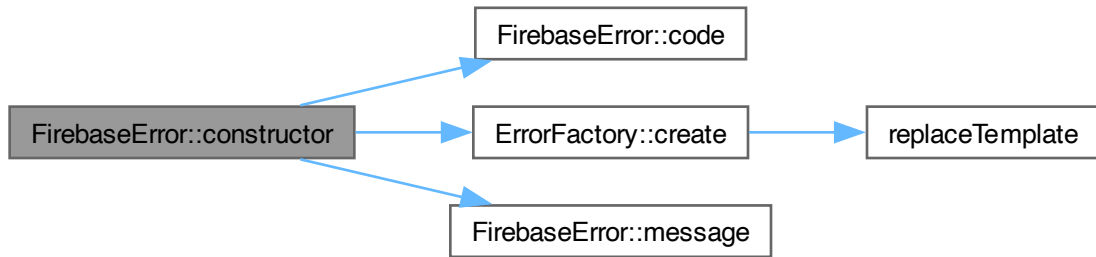 FirebaseError::code
FirebaseError::constructor
ErrorFactory::create
replaceTemplate
FirebaseError::message